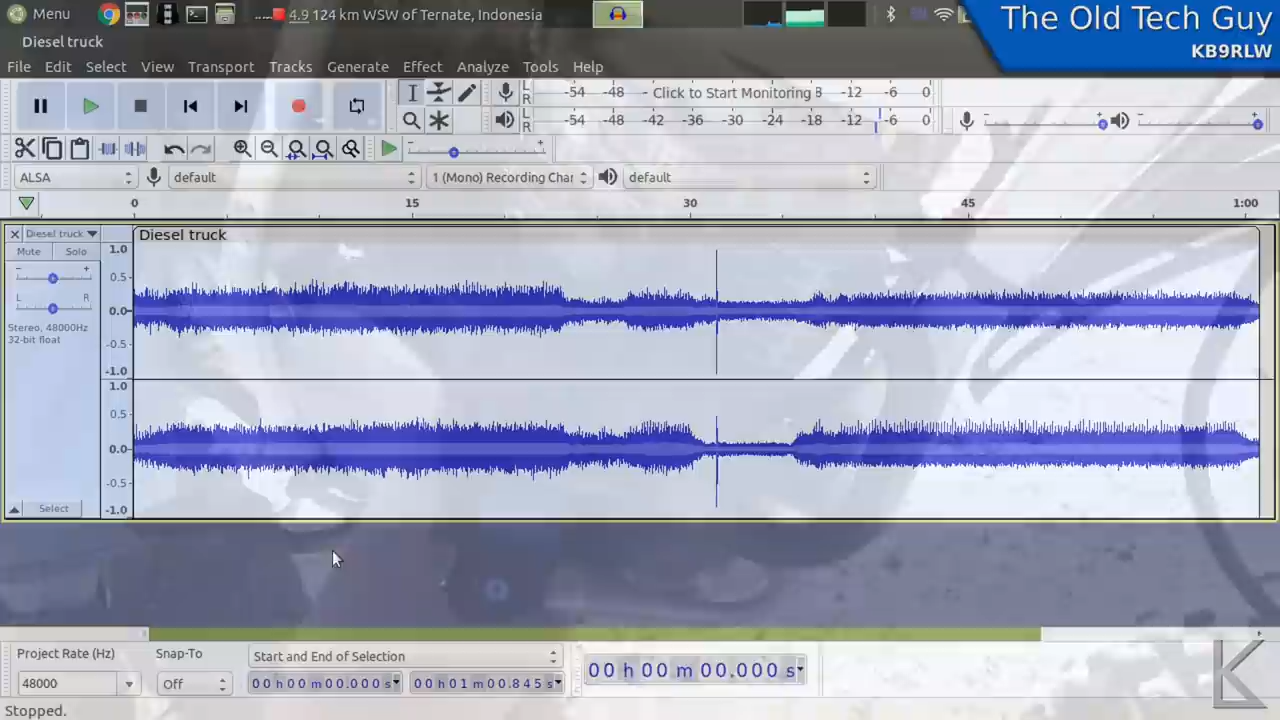 Menu 4.9 124 km WSW of Ternate, Indonesia
The Old Tech Guy
KB9RLW
Diesel truck
File Edit Select View Transport Tracks Generate Effect Analyze Tools Help
L R -54 -48 - Click to Start Monitoring 8 -12 -6 0
L R -54 -48 -42 -36 -30 -24 -18 -12 -6 0
ALSA default 1 (Mono) Recording Char default
0 15 30 45 1:00
Diesel truck Diesel truck
Mute Solo
- +
L R
Stereo, 48000Hz
32-bit float
Select
1.0
0.5
0.0
-0.5
-1.0
1.0
0.5
0.0
-0.5
-1.0
Project Rate (Hz) Snap-To Start and End of Selection
48000 Off 00 h 00 m 00.000 s 00 h 01 m 00.845 s 00 h 00 m 00.000 s
K
Stopped.